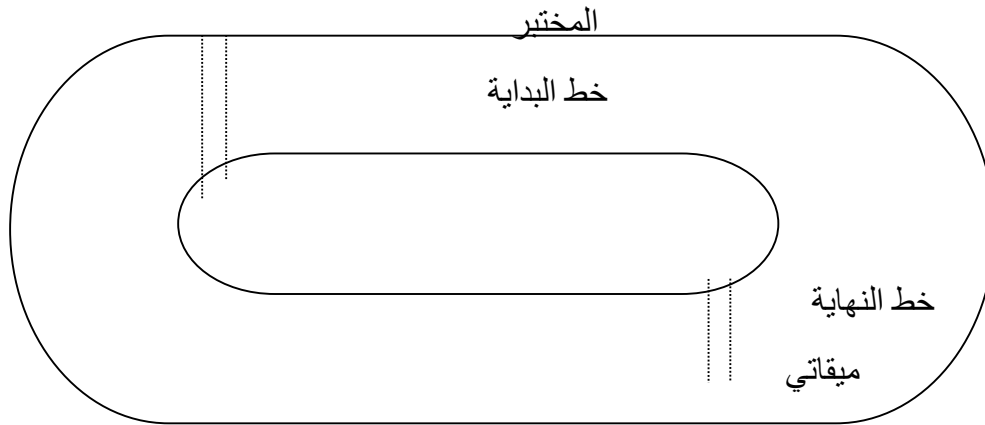 المختبر
خط البداية
خط النهاية
ميقاتي